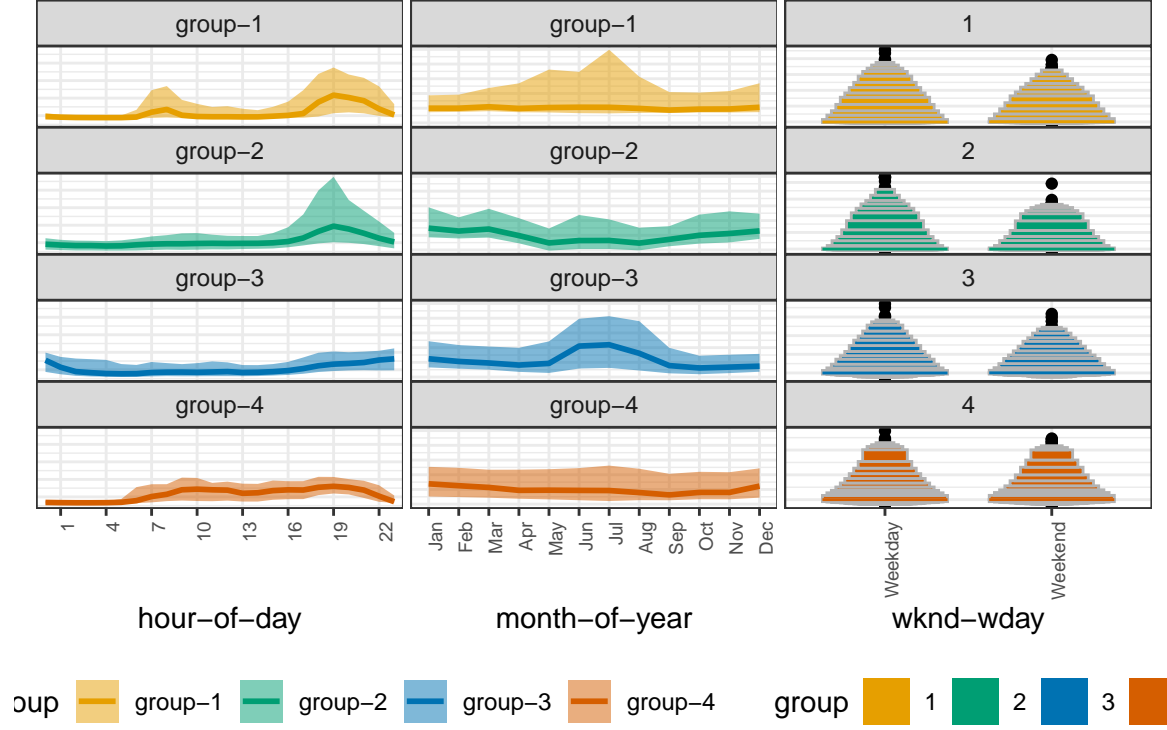 group−1 group−1 1
group−2 group−2 2
group−3 group−3 3
group−4 group−4 4
1 4 7 10 13 16 19 22 Jan Feb Mar Apr May Jun Jul Aug Sep Oct Nov Dec Weekday Weekend
hour−of−day month−of−year wknd−wday
oup group−1 group−2 group−3 group−4 group 1 2 3